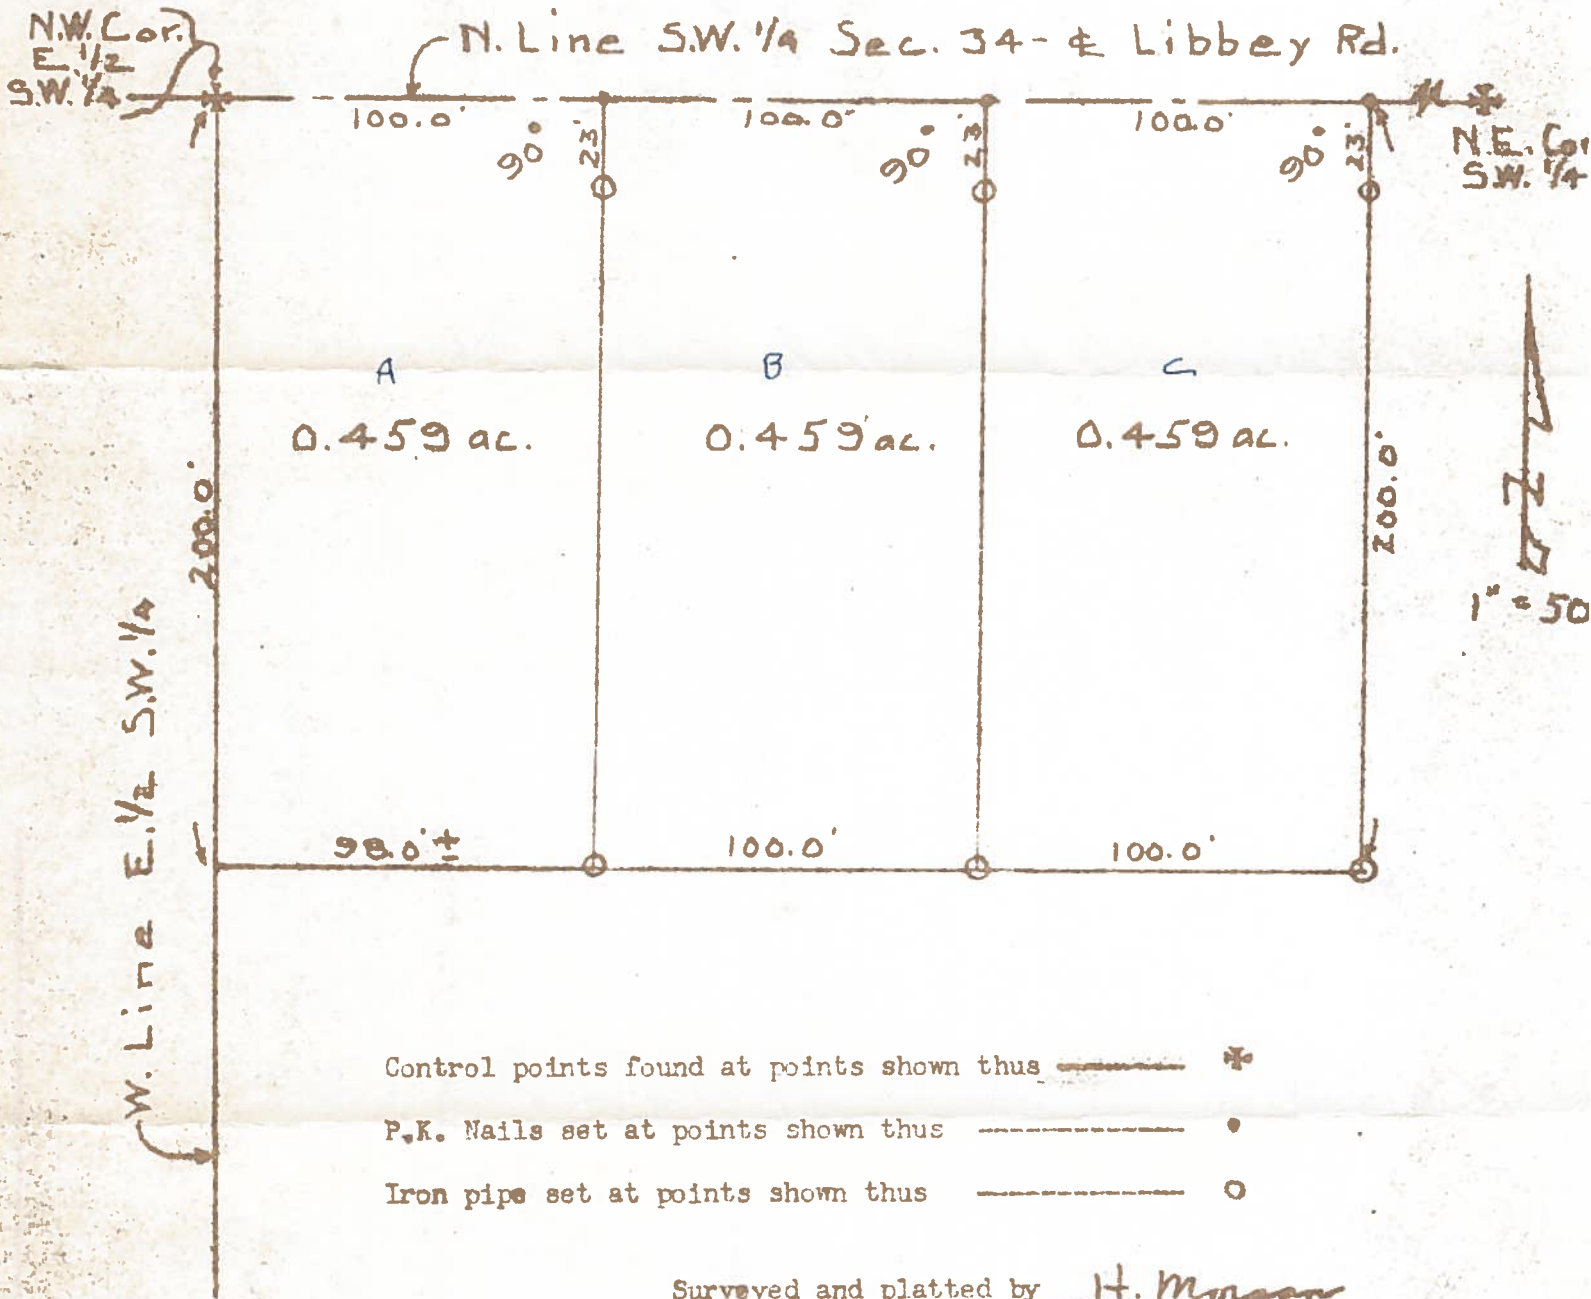 N.W. Cor.
E. 1/2
S.W. 1/4
N. Line S.W. 1/4 Sec. 34 - ℄ Libbey Rd.
100.0'
100.0'
100.0'
90°
23'
90°
23'
90°
23'
N.E. Cor
S.W. 1/4
A
B
C
0.459 ac.
0.459 ac.
0.459 ac.
200.0'
200.0'
N
1" = 50
W. Line E. 1/2 S.W. 1/4
98.0' ±
100.0'
100.0'
Control points found at points shown thus
P.K. Nails set at points shown thus
Iron pipe set at points shown thus
Surveyed and platted by H.